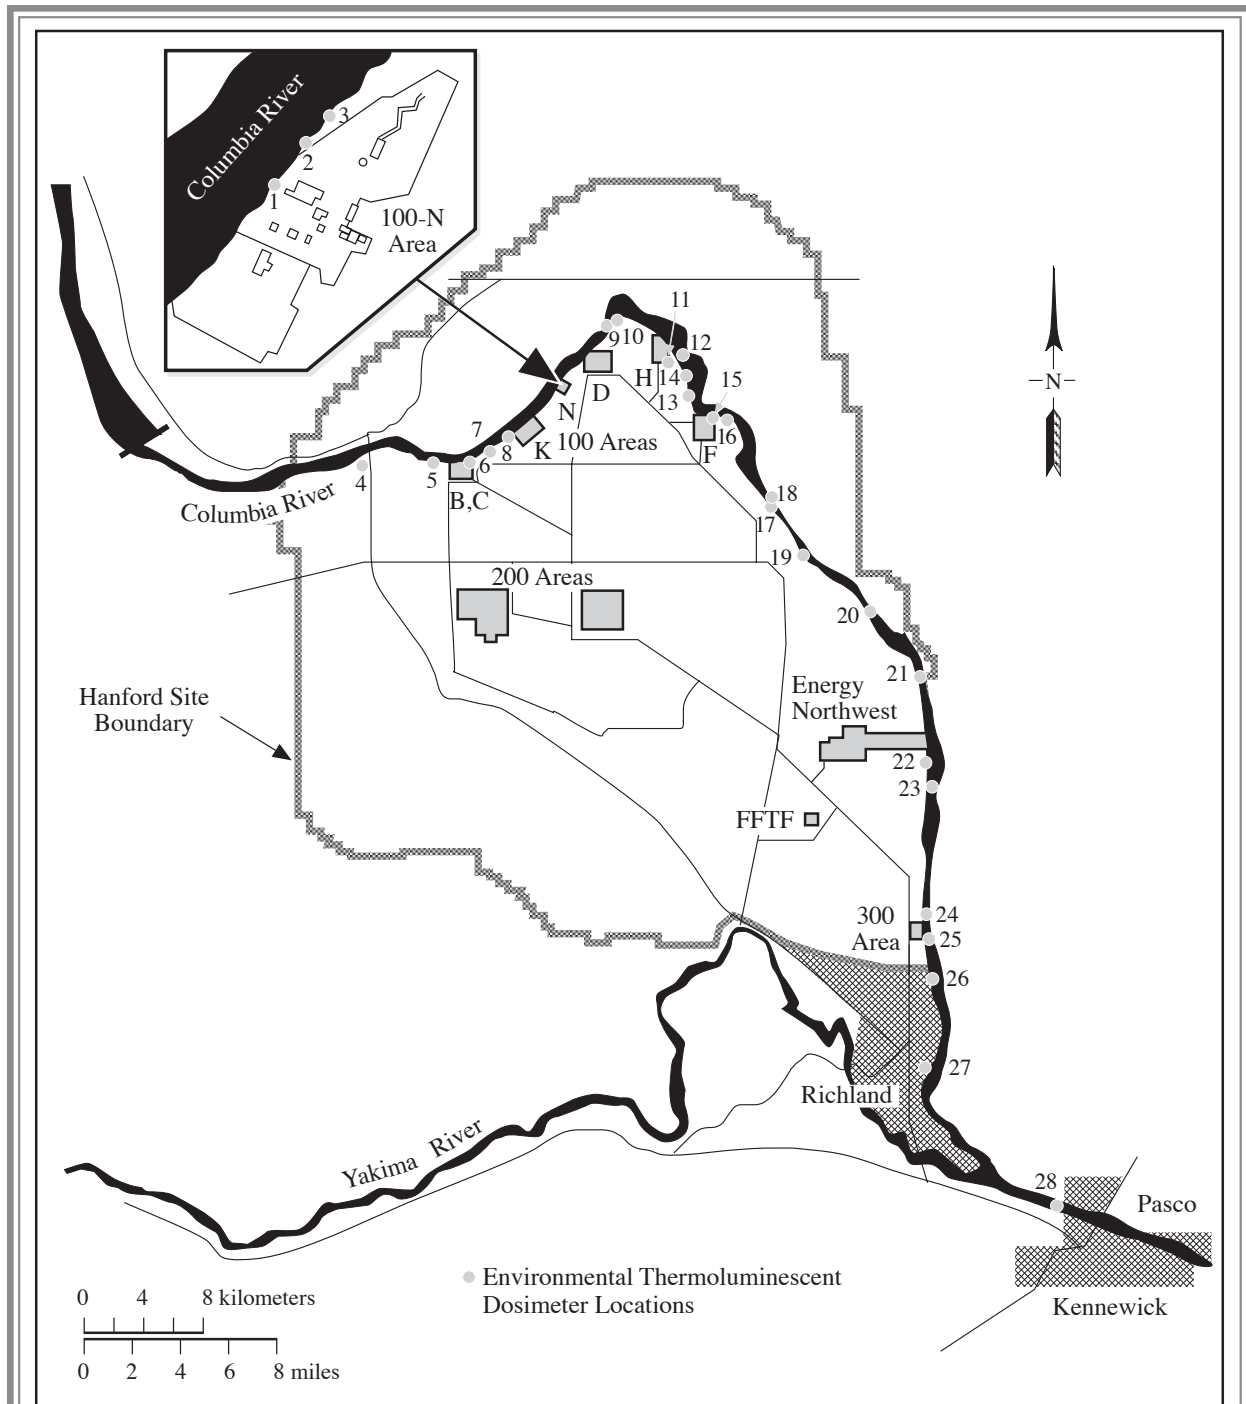 Columbia River
3
2
1
100-N
Area
11
9
10
12
D
H
14
15
13
N
7
8
K
100 Areas
16
F
6
5
4
B,C
Columbia River
18
17
19
200 Areas
20
21
Hanford Site
Boundary
Energy
Northwest
22
23
FFTF
300
Area
24
25
26
27
Richland
Yakima River
28
Pasco
Kennewick
N
Environmental Thermoluminescent
Dosimeter Locations
0 4 8 kilometers
0 2 4 6 8 miles